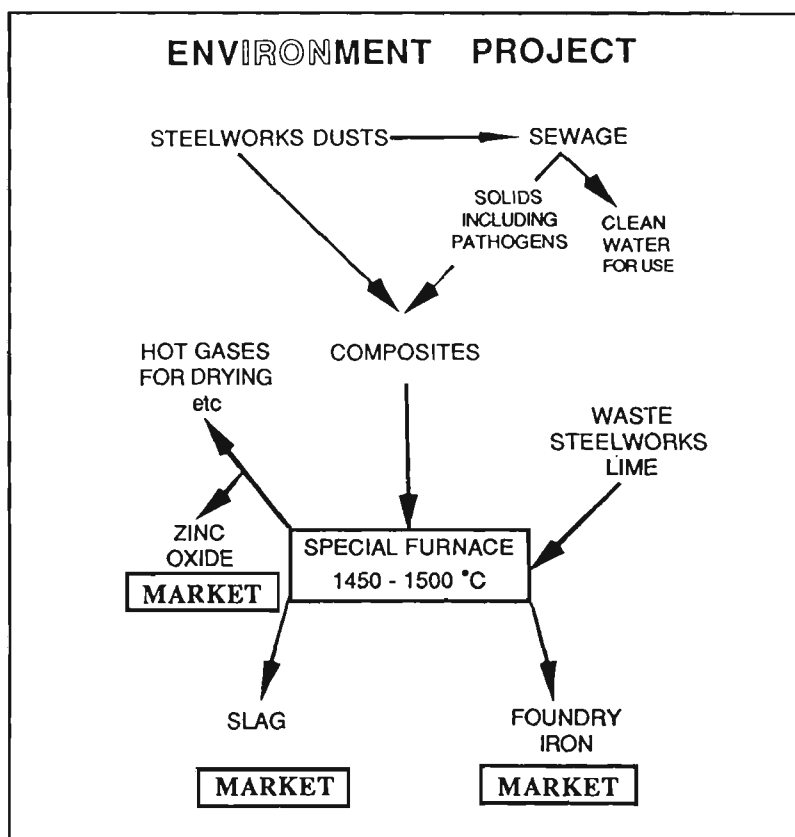 ENVIRONMENT PROJECT
STEELWORKS DUSTS
SEWAGE
SOLIDS
INCLUDING
PATHOGENS
CLEAN
WATER
FOR USE
HOT GASES
FOR DRYING
etc
COMPOSITES
WASTE
STEELWORKS
LIME
ZINC
OXIDE
MARKET
SPECIAL FURNACE
1450 - 1500 °C
SLAG
MARKET
FOUNDRY
IRON
MARKET